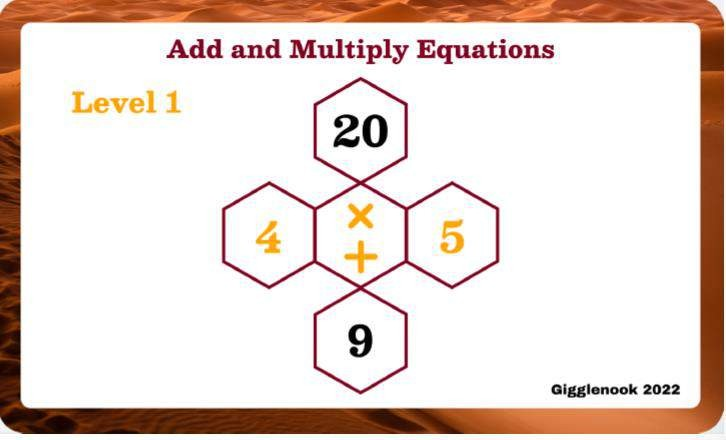 Add and Multiply Equations
Level 1
20
×
4 5
+
9
Gigglenook 2022